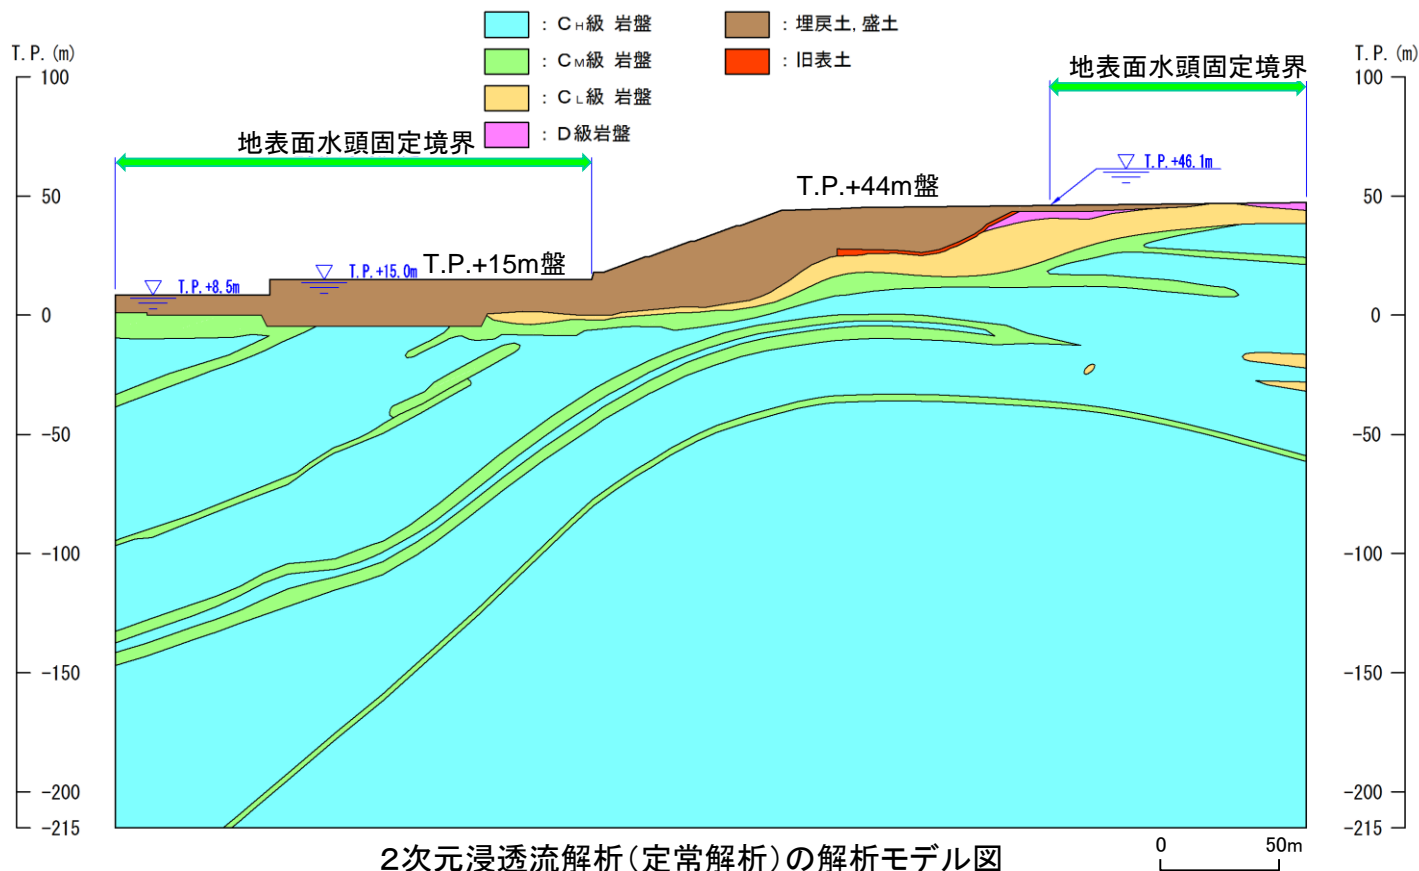 ：ＣＨ級 岩盤
：埋戻土, 盛土
：ＣＭ級 岩盤
：旧表土
：ＣＬ級 岩盤
：Ｄ級岩盤
T.P.(m)
T.P.(m)
100
50
0
-50
-100
-150
-200
-215
100
50
0
-50
-100
-150
-200
-215
地表面水頭固定境界
地表面水頭固定境界
T.P.+46.1m
T.P.+44m盤
T.P.+15m盤
T.P.+15.0m
T.P.+8.5m
２次元浸透流解析（定常解析）の解析モデル図
0 50m